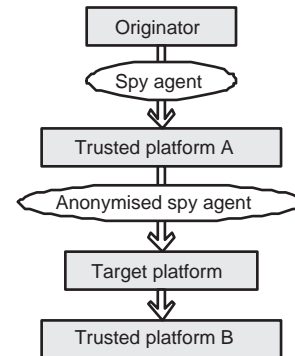 Originator
Spy agent
Trusted platform A
Anonymised spy agent
Target platform
Trusted platform B